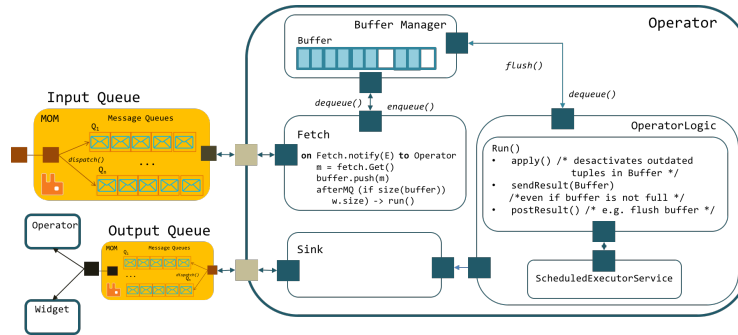 Operator
Buffer Manager
Buffer
flush()
Input Queue
MOM
Message Queues
Q1
dispatch()
...
dequeue()
enqueue()
dequeue()
Fetch
on Fetch.notify(E) to Operator
m = fetch.Get()
buffer.push(m)
afterMQ (if size(buffer))
w.size) -> run()
OperatorLogic
Run()
• apply() /* desactivates outdated
tuples in Buffer */
• sendResult(Buffer)
/*even if buffer is not full */
• postResult() /* e.g. flush buffer */
ScheduledExecutorService
Operator
Output Queue
MOM
Message Queues
Q1
dispatch()
...
Sink
Widget